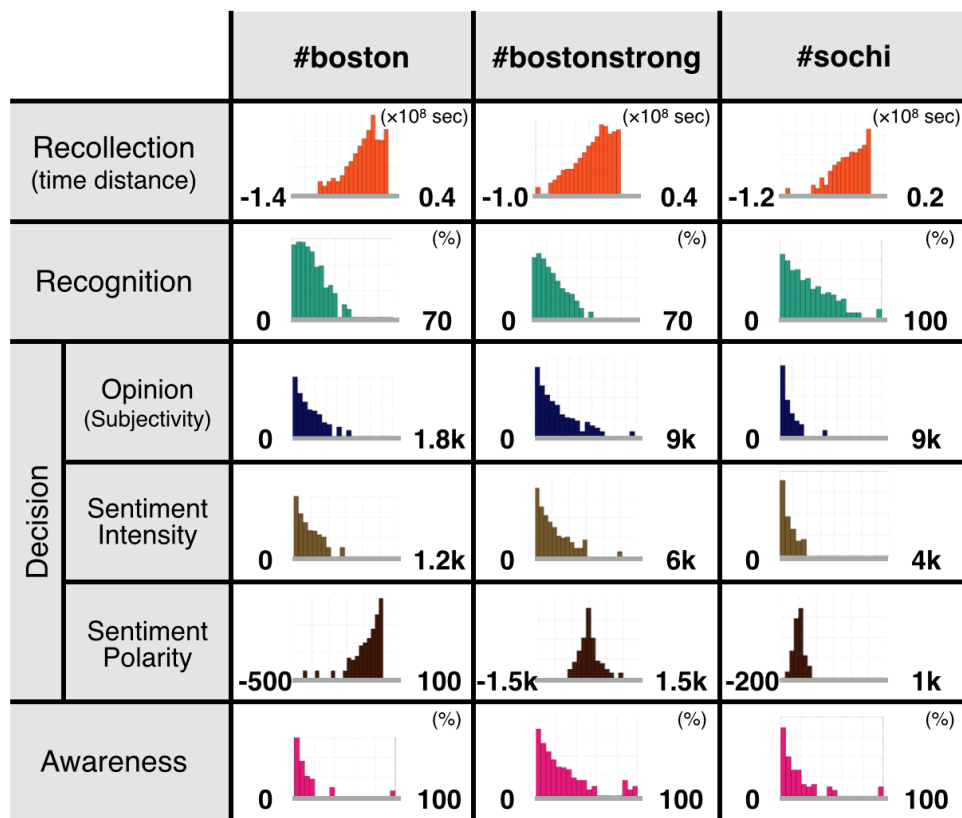 #boston #bostonstrong #sochi
Recollection
(time distance)
(×10⁸ sec) (×10⁸ sec) (×10⁸ sec)
-1.4 0.4 -1.0 0.4 -1.2 0.2
Recognition
(%) (%) (%)
0 70 0 70 0 100
Decision
Opinion
(Subjectivity)
0 1.8k 0 9k 0 9k
Sentiment
Intensity
0 1.2k 0 6k 0 4k
Sentiment
Polarity
-500 100 -1.5k 1.5k -200 1k
Awareness
(%) (%) (%)
0 100 0 100 0 100